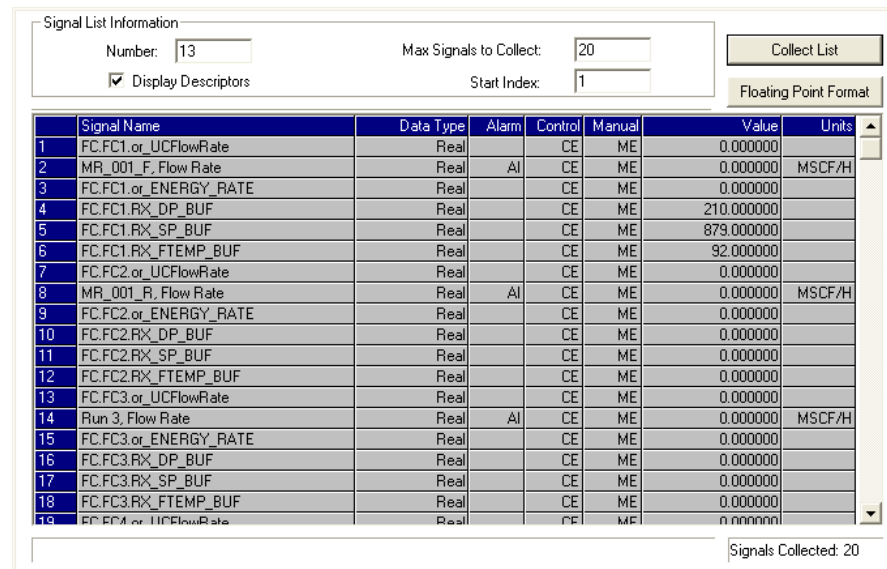 Signal List Information
Number: 13 Max Signals to Collect: 20 Collect List
Display Descriptors Start Index: 1 Floating Point Format
Signal Name Data Type Alarm Control Manual Value Units
1 FC.FC1.or_UCFlowRate Real CE ME 0.000000
2 MR_001_F, Flow Rate Real AI CE ME 0.000000 MSCF/H
3 FC.FC1.or_ENERGY_RATE Real CE ME 0.000000
4 FC.FC1.RX_DP_BUF Real CE ME 210.000000
5 FC.FC1.RX_SP_BUF Real CE ME 879.000000
6 FC.FC1.RX_FTEMP_BUF Real CE ME 92.000000
7 FC.FC2.or_UCFlowRate Real CE ME 0.000000
8 MR_001_R, Flow Rate Real AI CE ME 0.000000 MSCF/H
9 FC.FC2.or_ENERGY_RATE Real CE ME 0.000000
10 FC.FC2.RX_DP_BUF Real CE ME 0.000000
11 FC.FC2.RX_SP_BUF Real CE ME 0.000000
12 FC.FC2.RX_FTEMP_BUF Real CE ME 0.000000
13 FC.FC3.or_UCFlowRate Real CE ME 0.000000
14 Run 3, Flow Rate Real AI CE ME 0.000000 MSCF/H
15 FC.FC3.or_ENERGY_RATE Real CE ME 0.000000
16 FC.FC3.RX_DP_BUF Real CE ME 0.000000
17 FC.FC3.RX_SP_BUF Real CE ME 0.000000
18 FC.FC3.RX_FTEMP_BUF Real CE ME 0.000000
19 FC.FC4.or_UCFlowRate Real CE ME 0.000000
Signals Collected: 20